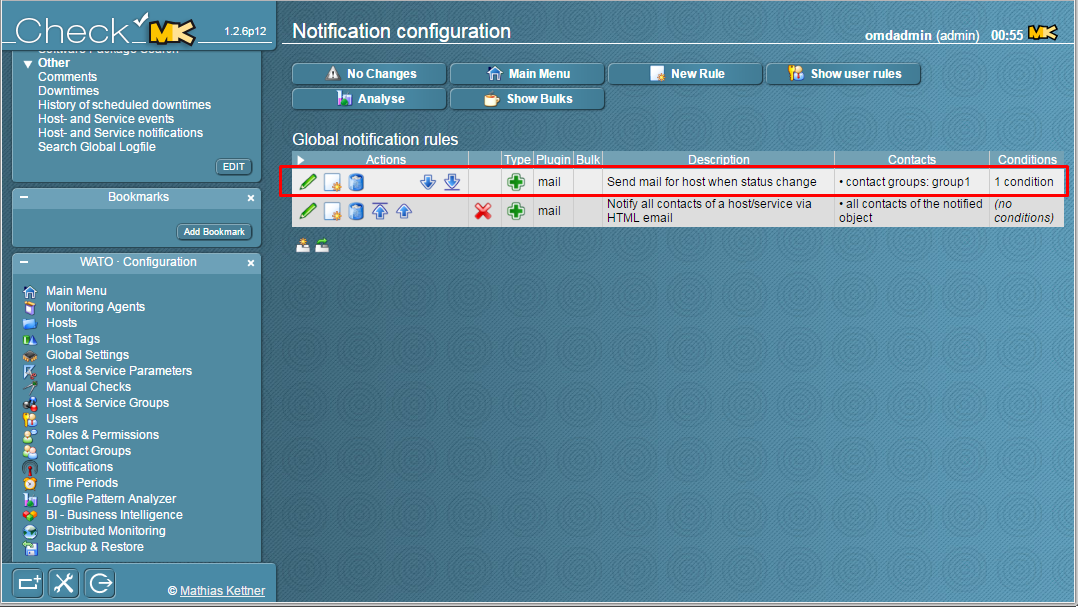 Check MK 1.2.6p12
Software Package Search
Other
Comments
Downtimes
History of scheduled downtimes
Host- and Service events
Host- and Service notifications
Search Global Logfile
EDIT
Bookmarks
Add Bookmark
WATO · Configuration
Main Menu
Monitoring Agents
Hosts
Host Tags
Global Settings
Host & Service Parameters
Manual Checks
Host & Service Groups
Users
Roles & Permissions
Contact Groups
Notifications
Time Periods
Logfile Pattern Analyzer
BI - Business Intelligence
Distributed Monitoring
Backup & Restore
© Mathias Kettner
Notification configuration
omdadmin (admin) 00:55 MK
No Changes Main Menu New Rule Show user rules
Analyse Show Bulks
Global notification rules
Actions Type Plugin Bulk Description Contacts Conditions
mail Send mail for host when status change • contact groups: group1 1 condition
mail Notify all contacts of a host/service via • all contacts of the notified (no
HTML email object conditions)